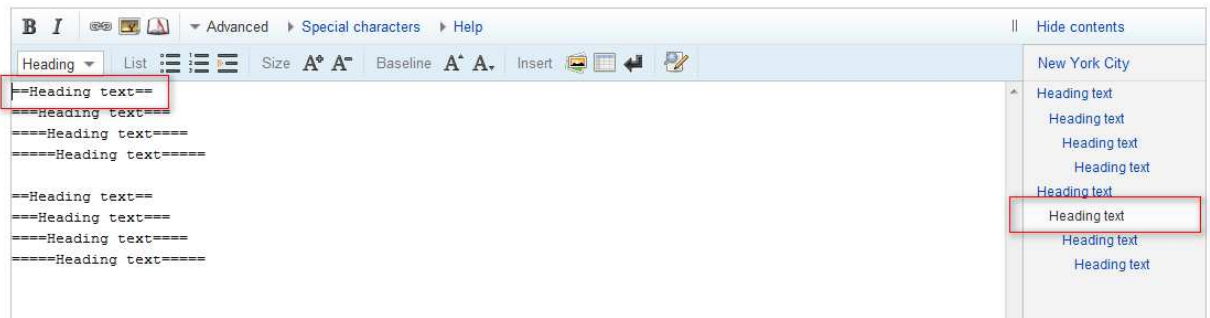 B I Advanced Special characters Help Hide contents
Heading List Size A A Baseline A A Insert New York City
==Heading text==
===Heading text===
====Heading text====
=====Heading text=====
==Heading text==
===Heading text===
====Heading text====
=====Heading text=====
Heading text
Heading text
Heading text
Heading text
Heading text
Heading text
Heading text
Heading text